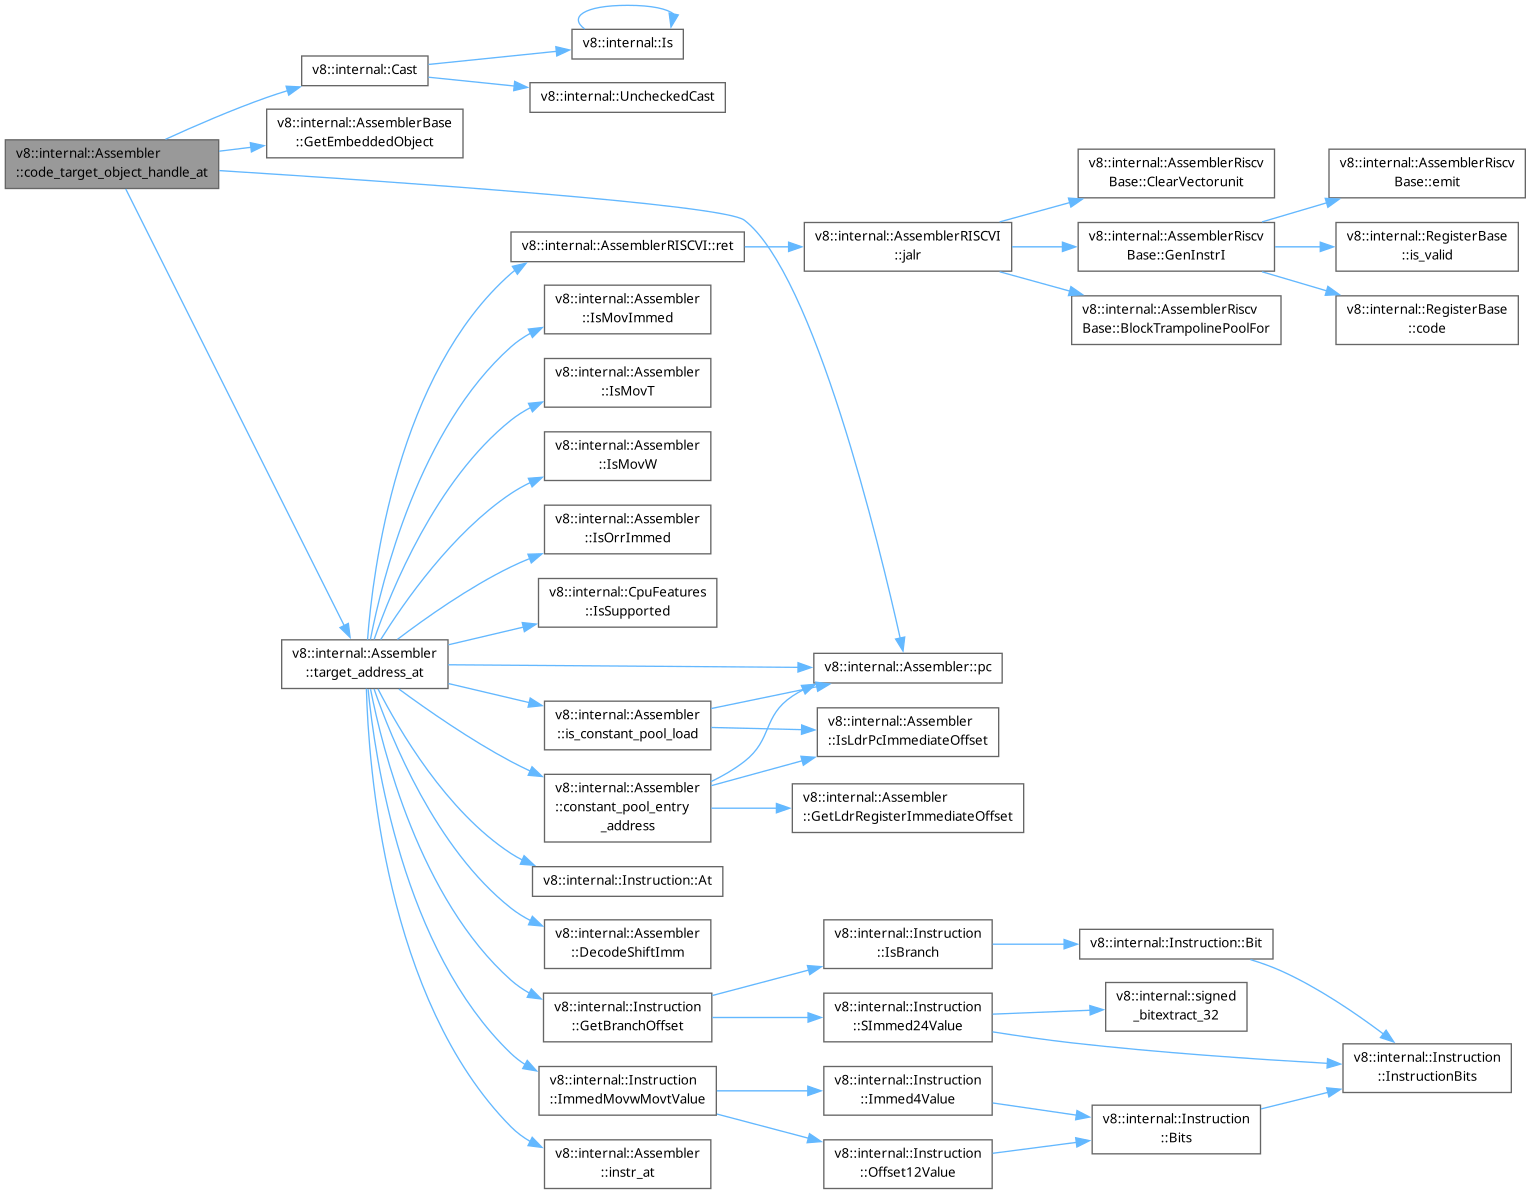 v8::internal::Is
v8::internal::Cast
v8::internal::UncheckedCast
v8::internal::AssemblerBase
::GetEmbeddedObject
v8::internal::Assembler
::code_target_object_handle_at
v8::internal::AssemblerRiscv
Base::ClearVectorunit
v8::internal::AssemblerRiscv
Base::emit
v8::internal::AssemblerRISCVI::ret
v8::internal::AssemblerRISCVI
::jalr
v8::internal::AssemblerRiscv
Base::GenInstrI
v8::internal::RegisterBase
::is_valid
v8::internal::Assembler
::IsMovImmed
v8::internal::AssemblerRiscv
Base::BlockTrampolinePoolFor
v8::internal::RegisterBase
::code
v8::internal::Assembler
::IsMovT
v8::internal::Assembler
::IsMovW
v8::internal::Assembler
::IsOrrImmed
v8::internal::CpuFeatures
::IsSupported
v8::internal::Assembler
::target_address_at
v8::internal::Assembler::pc
v8::internal::Assembler
::is_constant_pool_load
v8::internal::Assembler
::IsLdrPcImmediateOffset
v8::internal::Assembler
::constant_pool_entry
_address
v8::internal::Assembler
::GetLdrRegisterImmediateOffset
v8::internal::Instruction::At
v8::internal::Assembler
::DecodeShiftImm
v8::internal::Instruction
::IsBranch
v8::internal::Instruction::Bit
v8::internal::Instruction
::GetBranchOffset
v8::internal::Instruction
::SImmed24Value
v8::internal::signed
_bitextract_32
v8::internal::Instruction
::InstructionBits
v8::internal::Instruction
::ImmedMovwMovtValue
v8::internal::Instruction
::Immed4Value
v8::internal::Instruction
::Bits
v8::internal::Assembler
::instr_at
v8::internal::Instruction
::Offset12Value